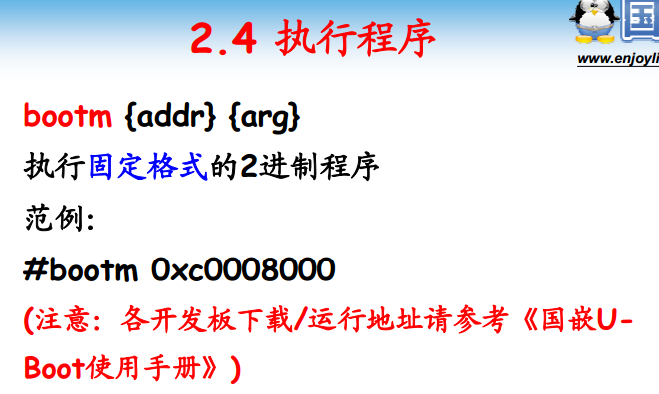 2.4 执行程序
国
www.enjoyli
bootm {addr} {arg}
执行固定格式的2进制程序
范例:
#bootm 0xc0008000
(注意: 各开发板下载/运行地址请参考《国嵌U-
Boot使用手册》)